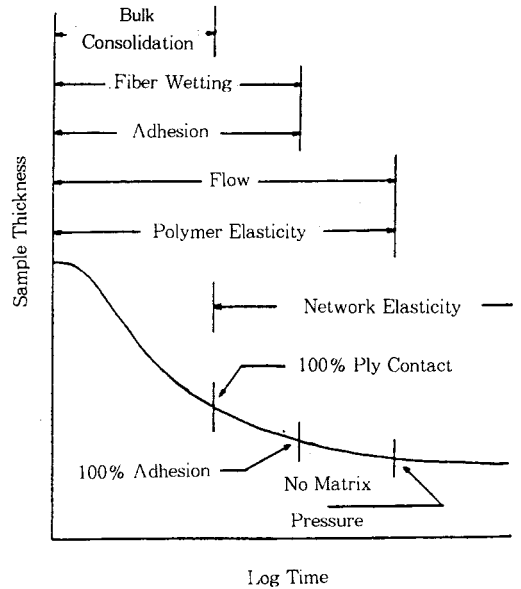 Bulk
Consolidation
Fiber Wetting
Adhesion
Flow
Polymer Elasticity
Network Elasticity
100% Ply Contact
100% Adhesion
No Matrix
Pressure
Sample Thickness
Log Time